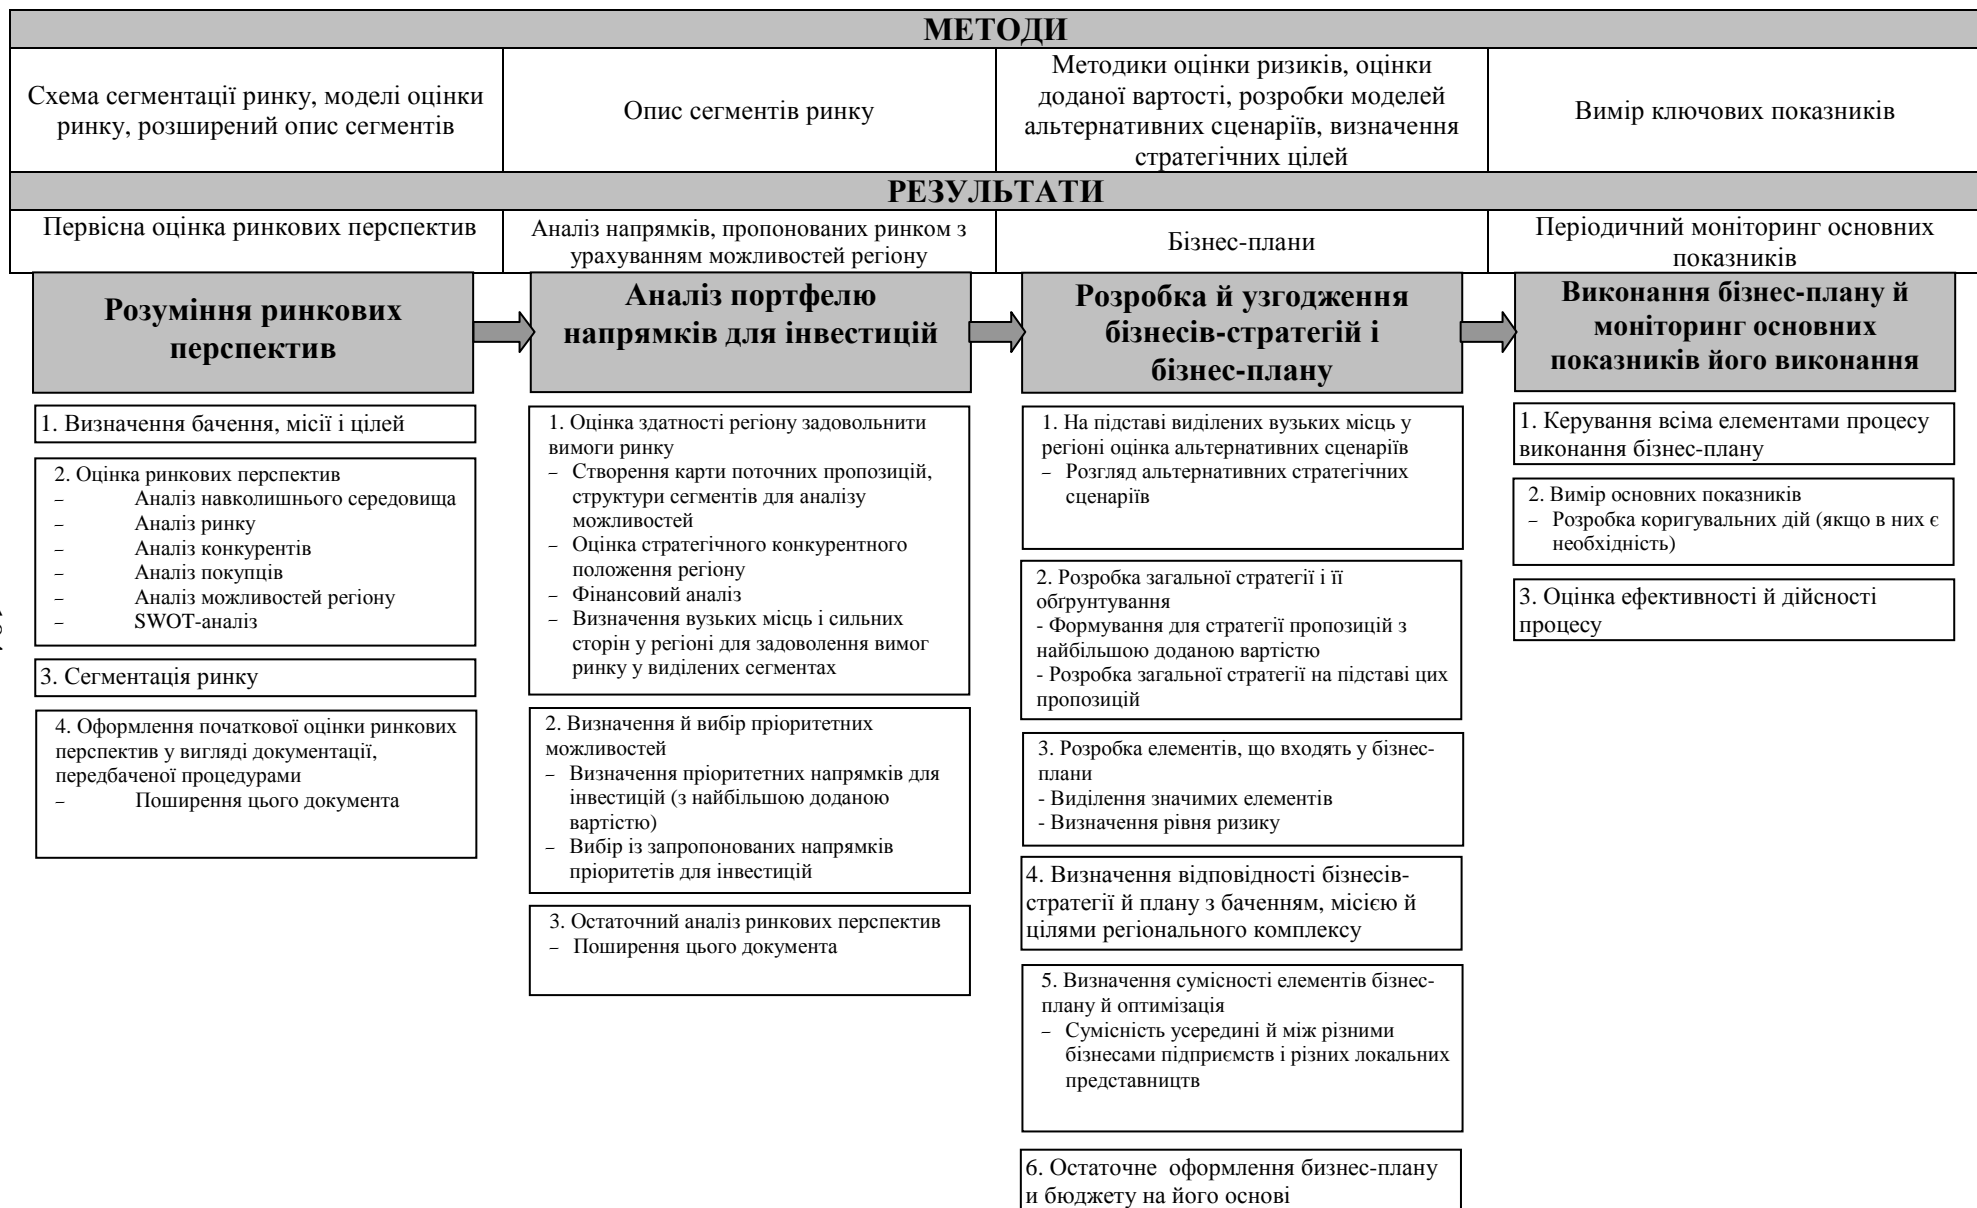 МЕТОДИ
Схема сегментації ринку, моделі оцінки
ринку, розширений опис сегментів
Опис сегментів ринку
Методики оцінки ризиків, оцінки
доданої вартості, розробки моделей
альтернативних сценаріїв, визначення
стратегічних цілей
Вимір ключових показників
РЕЗУЛЬТАТИ
Первісна оцінка ринкових перспектив
Аналіз напрямків, пропонованих ринком з
урахуванням можливостей регіону
Бізнес-плани
Періодичний моніторинг основних
показників
Розуміння ринкових
перспектив
Аналіз портфелю
напрямків для інвестицій
Розробка й узгодження
бізнесів-стратегій і
бізнес-плану
Виконання бізнес-плану й
моніторинг основних
показників його виконання
1. Визначення бачення, місії і цілей
2. Оцінка ринкових перспектив
– Аналіз навколишнього середовища
– Аналіз ринку
– Аналіз конкурентів
– Аналіз покупців
– Аналіз можливостей регіону
– SWOT-аналіз
3. Сегментація ринку
4. Оформлення початкової оцінки ринкових
перспектив у вигляді документації,
передбаченої процедурами
– Поширення цього документа
1. Оцінка здатності регіону задовольнити
вимоги ринку
– Створення карти поточних пропозицій,
структури сегментів для аналізу
можливостей
– Оцінка стратегічного конкурентного
положення регіону
– Фінансовий аналіз
– Визначення вузьких місць і сильних
сторін у регіоні для задоволення вимог
ринку у виділених сегментах
2. Визначення й вибір пріоритетних
можливостей
– Визначення пріоритетних напрямків для
інвестицій (з найбільшою доданою
вартістю)
– Вибір із запропонованих напрямків
пріоритетів для інвестицій
3. Остаточний аналіз ринкових перспектив
– Поширення цього документа
1. На підставі виділених вузьких місць у
регіоні оцінка альтернативних сценаріїв
– Розгляд альтернативних стратегічних
сценаріїв
2. Розробка загальної стратегії і її
обґрунтування
- Формування для стратегії пропозицій з
найбільшою доданою вартістю
- Розробка загальної стратегії на підставі цих
пропозицій
3. Розробка елементів, що входять у бізнес-
плани
- Виділення значимих елементів
- Визначення рівня ризику
4. Визначення відповідності бізнесів-
стратегії й плану з баченням, місією й
цілями регіонального комплексу
5. Визначення сумісності елементів бізнес-
плану й оптимізація
– Сумісність усередині й між різними
бізнесами підприємств і різних локальних
представництв
6. Остаточне оформлення бизнес-плану
и бюджету на його основі
1. Керування всіма елементами процесу
виконання бізнес-плану
2. Вимір основних показників
– Розробка коригувальних дій (якщо в них є
необхідність)
3. Оцінка ефективності й дійсності
процесу